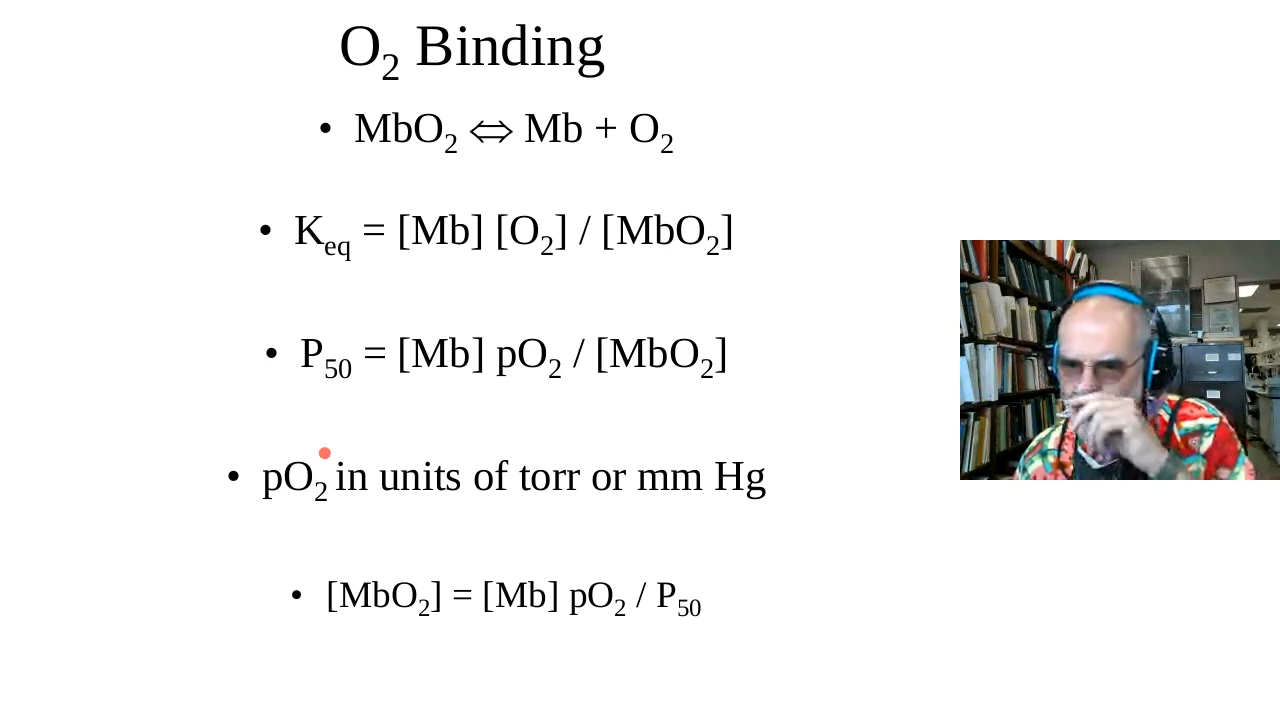 O₂ Binding
• MbO₂ ⇔ Mb + O₂
• Keq = [Mb] [O₂] / [MbO₂]
• P₅₀ = [Mb] pO₂ / [MbO₂]
• pO₂ in units of torr or mm Hg
• [MbO₂] = [Mb] pO₂ / P₅₀